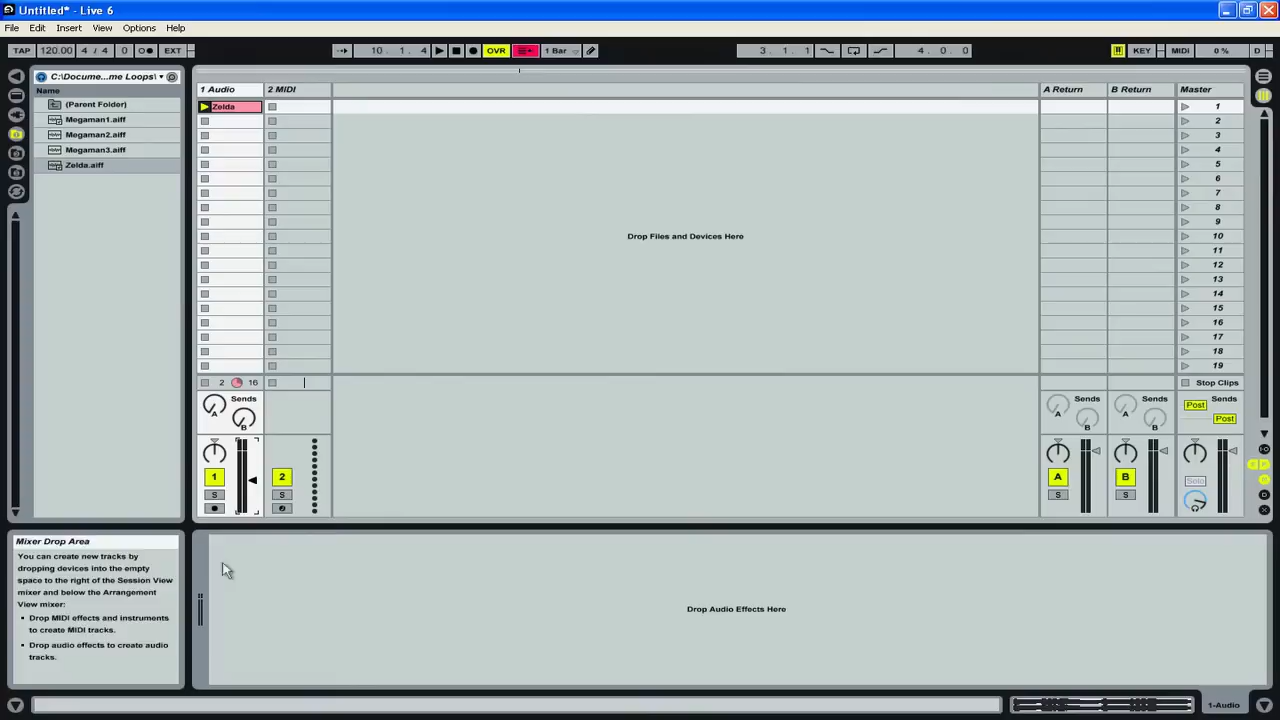 Untitled* - Live 6
File Edit Insert View Options Help
TAP 120.00 4 / 4 0 EXT 10 . 1 . 4 OVR 1 Bar 3 . 1 . 1 4 . 0 . 0 KEY MIDI 0 % D
C:\Docume...me Loops\
Name
(Parent Folder)
Megaman1.aiff
Megaman2.aiff
Megaman3.aiff
Zelda.aiff
1 Audio 2 MIDI A Return B Return Master
Zelda 1
2
3
4
5
6
7
8
9
Drop Files and Devices Here 10
11
12
13
14
15
16
17
18
19
2 16 Stop Clips
Sends Sends Sends Post Sends
A B A B A B Post
1 2 A B Solo
S S S S
Mixer Drop Area
You can create new tracks by
dropping devices into the empty
space to the right of the Session View
mixer and below the Arrangement
View mixer:
Drop MIDI effects and instruments
to create MIDI tracks.
Drop audio effects to create audio
tracks.
Drop Audio Effects Here
1-Audio